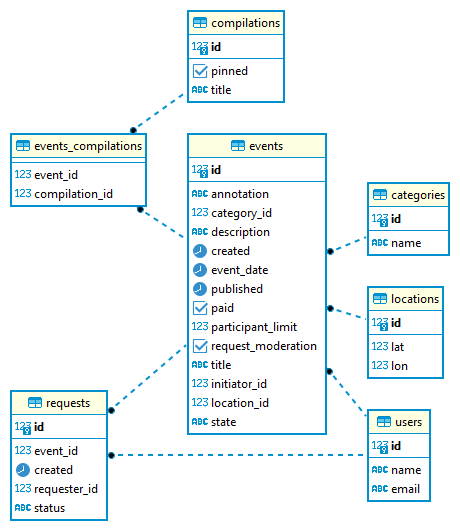 compilations
123 id
pinned
ABC title
events_compilations
123 event_id
123 compilation_id
events
123 id
ABC annotation
123 category_id
ABC description
created
event_date
published
paid
123 participant_limit
request_moderation
ABC title
123 initiator_id
123 location_id
ABC state
categories
123 id
ABC name
locations
123 id
123 lat
123 lon
requests
123 id
123 event_id
created
123 requester_id
ABC status
users
123 id
ABC name
ABC email